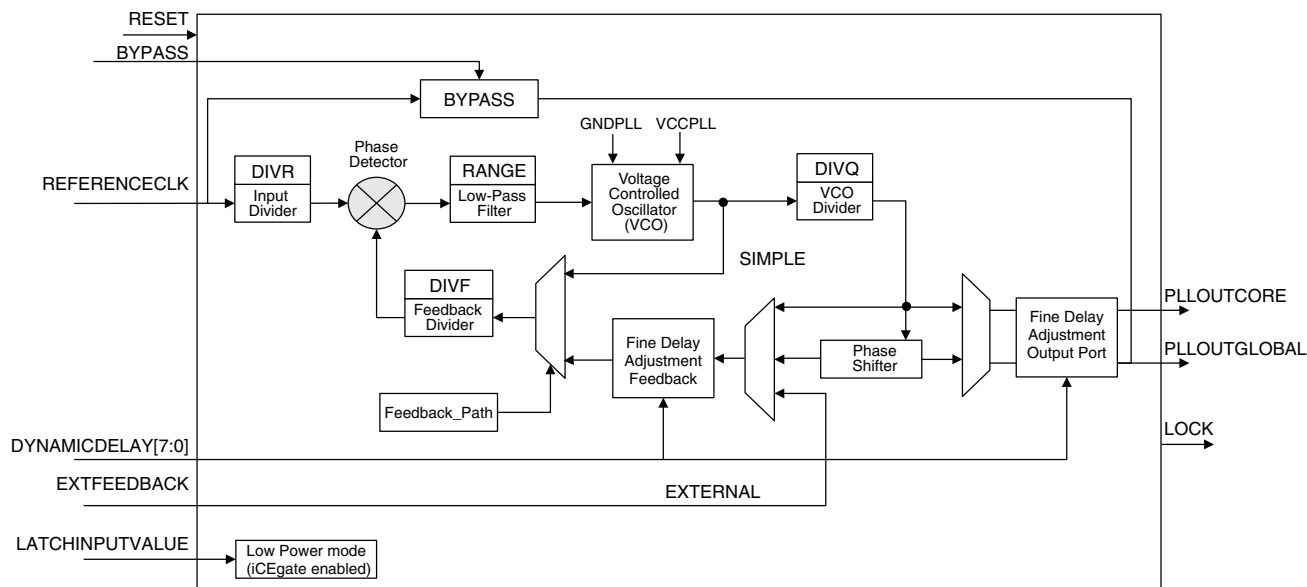 RESET
BYPASS
BYPASS
GNDPLL
VCCPLL
Phase
Detector
DIVR
Input
Divider
RANGE
Low-Pass
Filter
Voltage
Controlled
Oscillator
(VCO)
DIVQ
VCO
Divider
REFERENCECLK
SIMPLE
DIVF
Feedback
Divider
Fine Delay
Adjustment
Feedback
Phase
Shifter
Fine Delay
Adjustment
Output Port
PLLOUTCORE
PLLOUTGLOBAL
Feedback_Path
LOCK
DYNAMICDELAY[7:0]
EXTFEEDBACK
EXTERNAL
LATCHINPUTVALUE
Low Power mode
(iCEgate enabled)